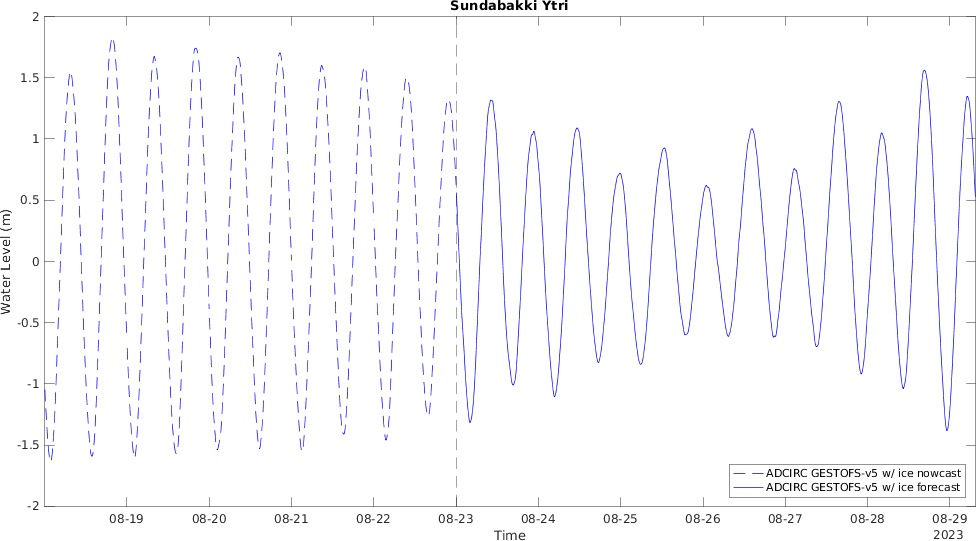 Sundabakki Ytri
2
1.5
1
0.5
0
-0.5
-1
-1.5
-2
Water Level (m)
ADCIRC GESTOFS-v5 w/ ice nowcast
ADCIRC GESTOFS-v5 w/ ice forecast
08-19 08-20 08-21 08-22 08-23 08-24 08-25 08-26 08-27 08-28 08-29
Time
2023